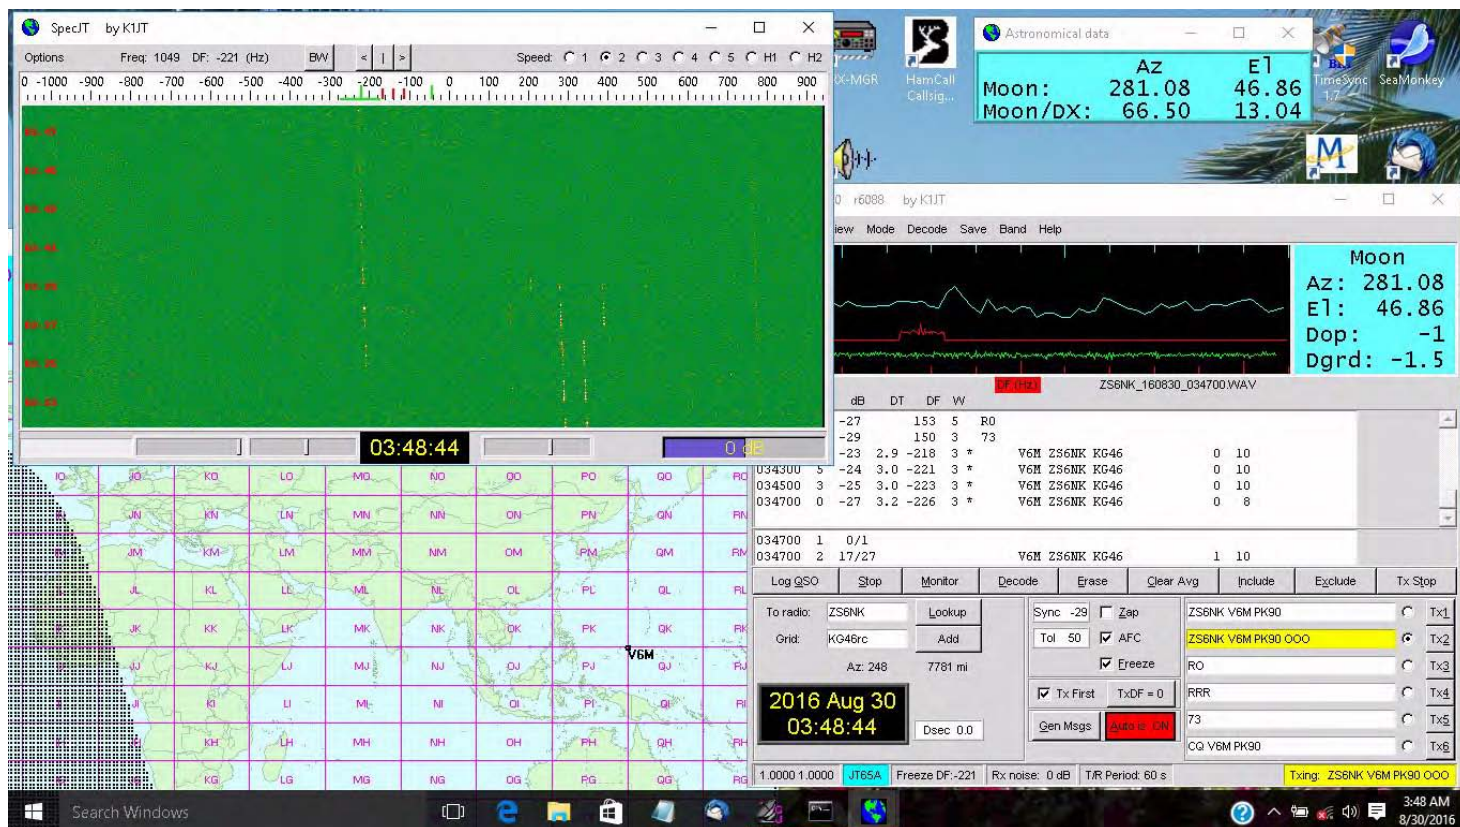 SpecJT by K1JT
Options Freq: 1049 DF: -221 (Hz) BW < | > Speed: 1 2 3 4 5 H1 H2
-1000 -900 -800 -700 -600 -500 -400 -300 -200 -100 0 100 200 300 400 500 600 700 800 900
03:48:44 0 dB
X-MGR
HamCall
Callsig...
Astronomical data
Az El
Moon: 281.08 46.86
Moon/DX: 66.50 13.04
TimeSync
1.7
SeaMonkey
0 r6088 by K1JT
iew Mode Decode Save Band Help
Moon
Az: 281.08
El: 46.86
Dop: -1
Dgrd: -1.5
DF (Hz) ZS6NK_160830_034700.WAV
dB DT DF W
-27 153 5 RO
-29 150 3 73
-23 2.9 -218 3 * V6M ZS6NK KG46 0 10
034300 5 -24 3.0 -221 3 * V6M ZS6NK KG46 0 10
034500 3 -25 3.0 -223 3 * V6M ZS6NK KG46 0 10
034700 0 -27 3.2 -226 3 * V6M ZS6NK KG46 0 8
034700 1 0/1
034700 2 17/27 V6M ZS6NK KG46 1 10
Log QSO Stop Monitor Decode Erase Clear Avg Include Exclude Tx Stop
To radio: ZS6NK Lookup
Grid: KG46rc Add
Az: 248 7781 mi
2016 Aug 30
03:48:44
Dsec 0.0
Sync -29 Zap
Tol 50 AFC
Freeze
Tx First TxDF = 0
Gen Msgs Auto is ON
ZS6NK V6M PK90 Tx1
ZS6NK V6M PK90 OOO Tx2
RO Tx3
RRR Tx4
73 Tx5
CQ V6M PK90 Tx6
1.0000 1.0000 JT65A Freeze DF:-221 Rx noise: 0 dB T/R Period: 60 s Txing: ZS6NK V6M PK90 OOO
IO JO KO LO MO NO OO PO QO RO
JN KN LN MN NN ON PN QN RN
JM KM LM MM NM OM PM QM RM
JL KL LL ML NL OL PL QL RL
JK KK LK MK NK OK PK QK RK
V6M
JJ KJ LJ MJ NJ OJ PJ QJ RJ
JI KI LI MI NI OI PI QI RI
KH LH MH NH OH PH QH RH
KG LG MG NG OG PG QG RG
Search Windows
3:48 AM
8/30/2016